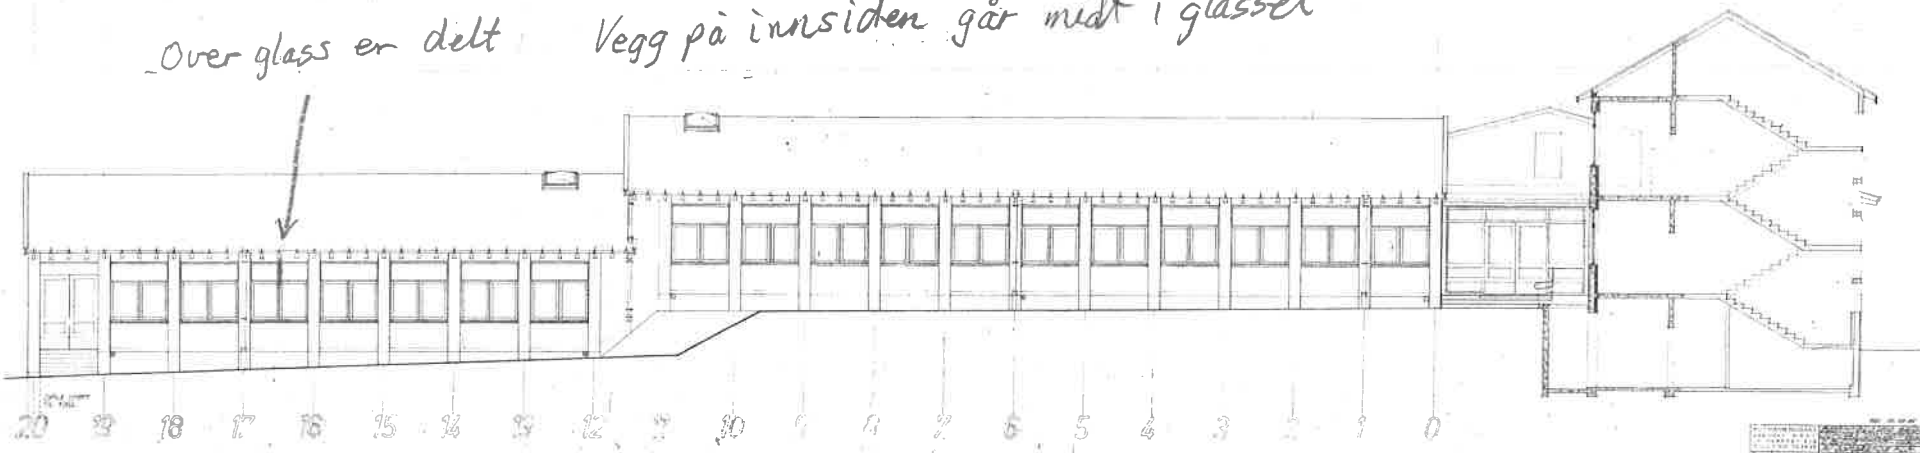 Over glass er delt Vegg på innsiden går midt i glasset
20 19 18 17 16 15 14 13 12 11 10 9 8 7 6 5 4 3 2 1 0